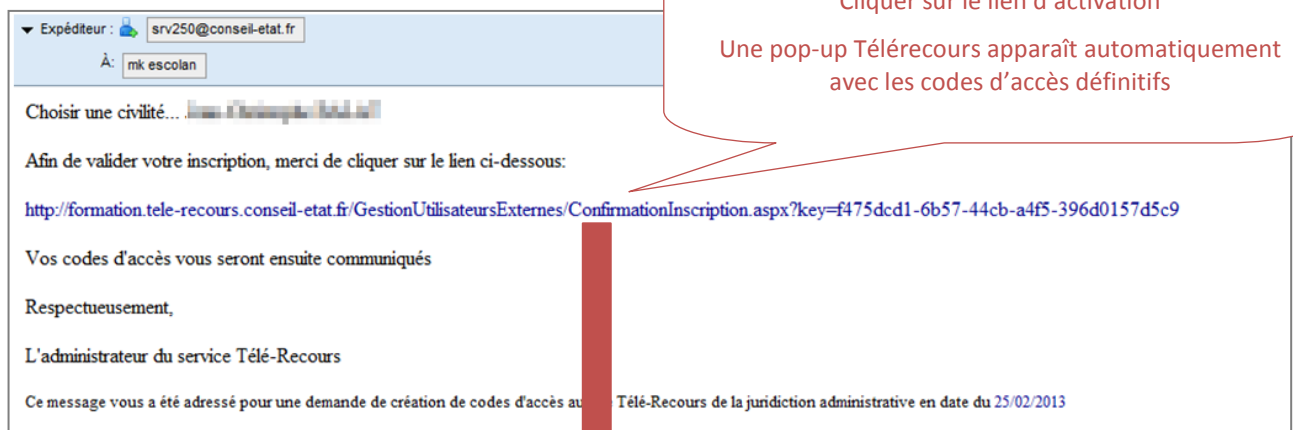 Cliquer sur le lien d'activation
Une pop-up Télérecours apparaît automatiquement
avec les codes d'accès définitifs
Expéditeur : srv250@conseil-etat.fr
À: mk escolan
Choisir une civilité...
Afin de valider votre inscription, merci de cliquer sur le lien ci-dessous:
http://formation.tele-recours.conseil-etat.fr/GestionUtilisateursExternes/ConfirmationInscription.aspx?key=f475dcd1-6b57-44cb-a4f5-396d0157d5c9
Vos codes d'accès vous seront ensuite communiqués
Respectueusement,
L'administrateur du service Télé-Recours
Ce message vous a été adressé pour une demande de création de codes d'accès au Télé-Recours de la juridiction administrative en date du 25/02/2013